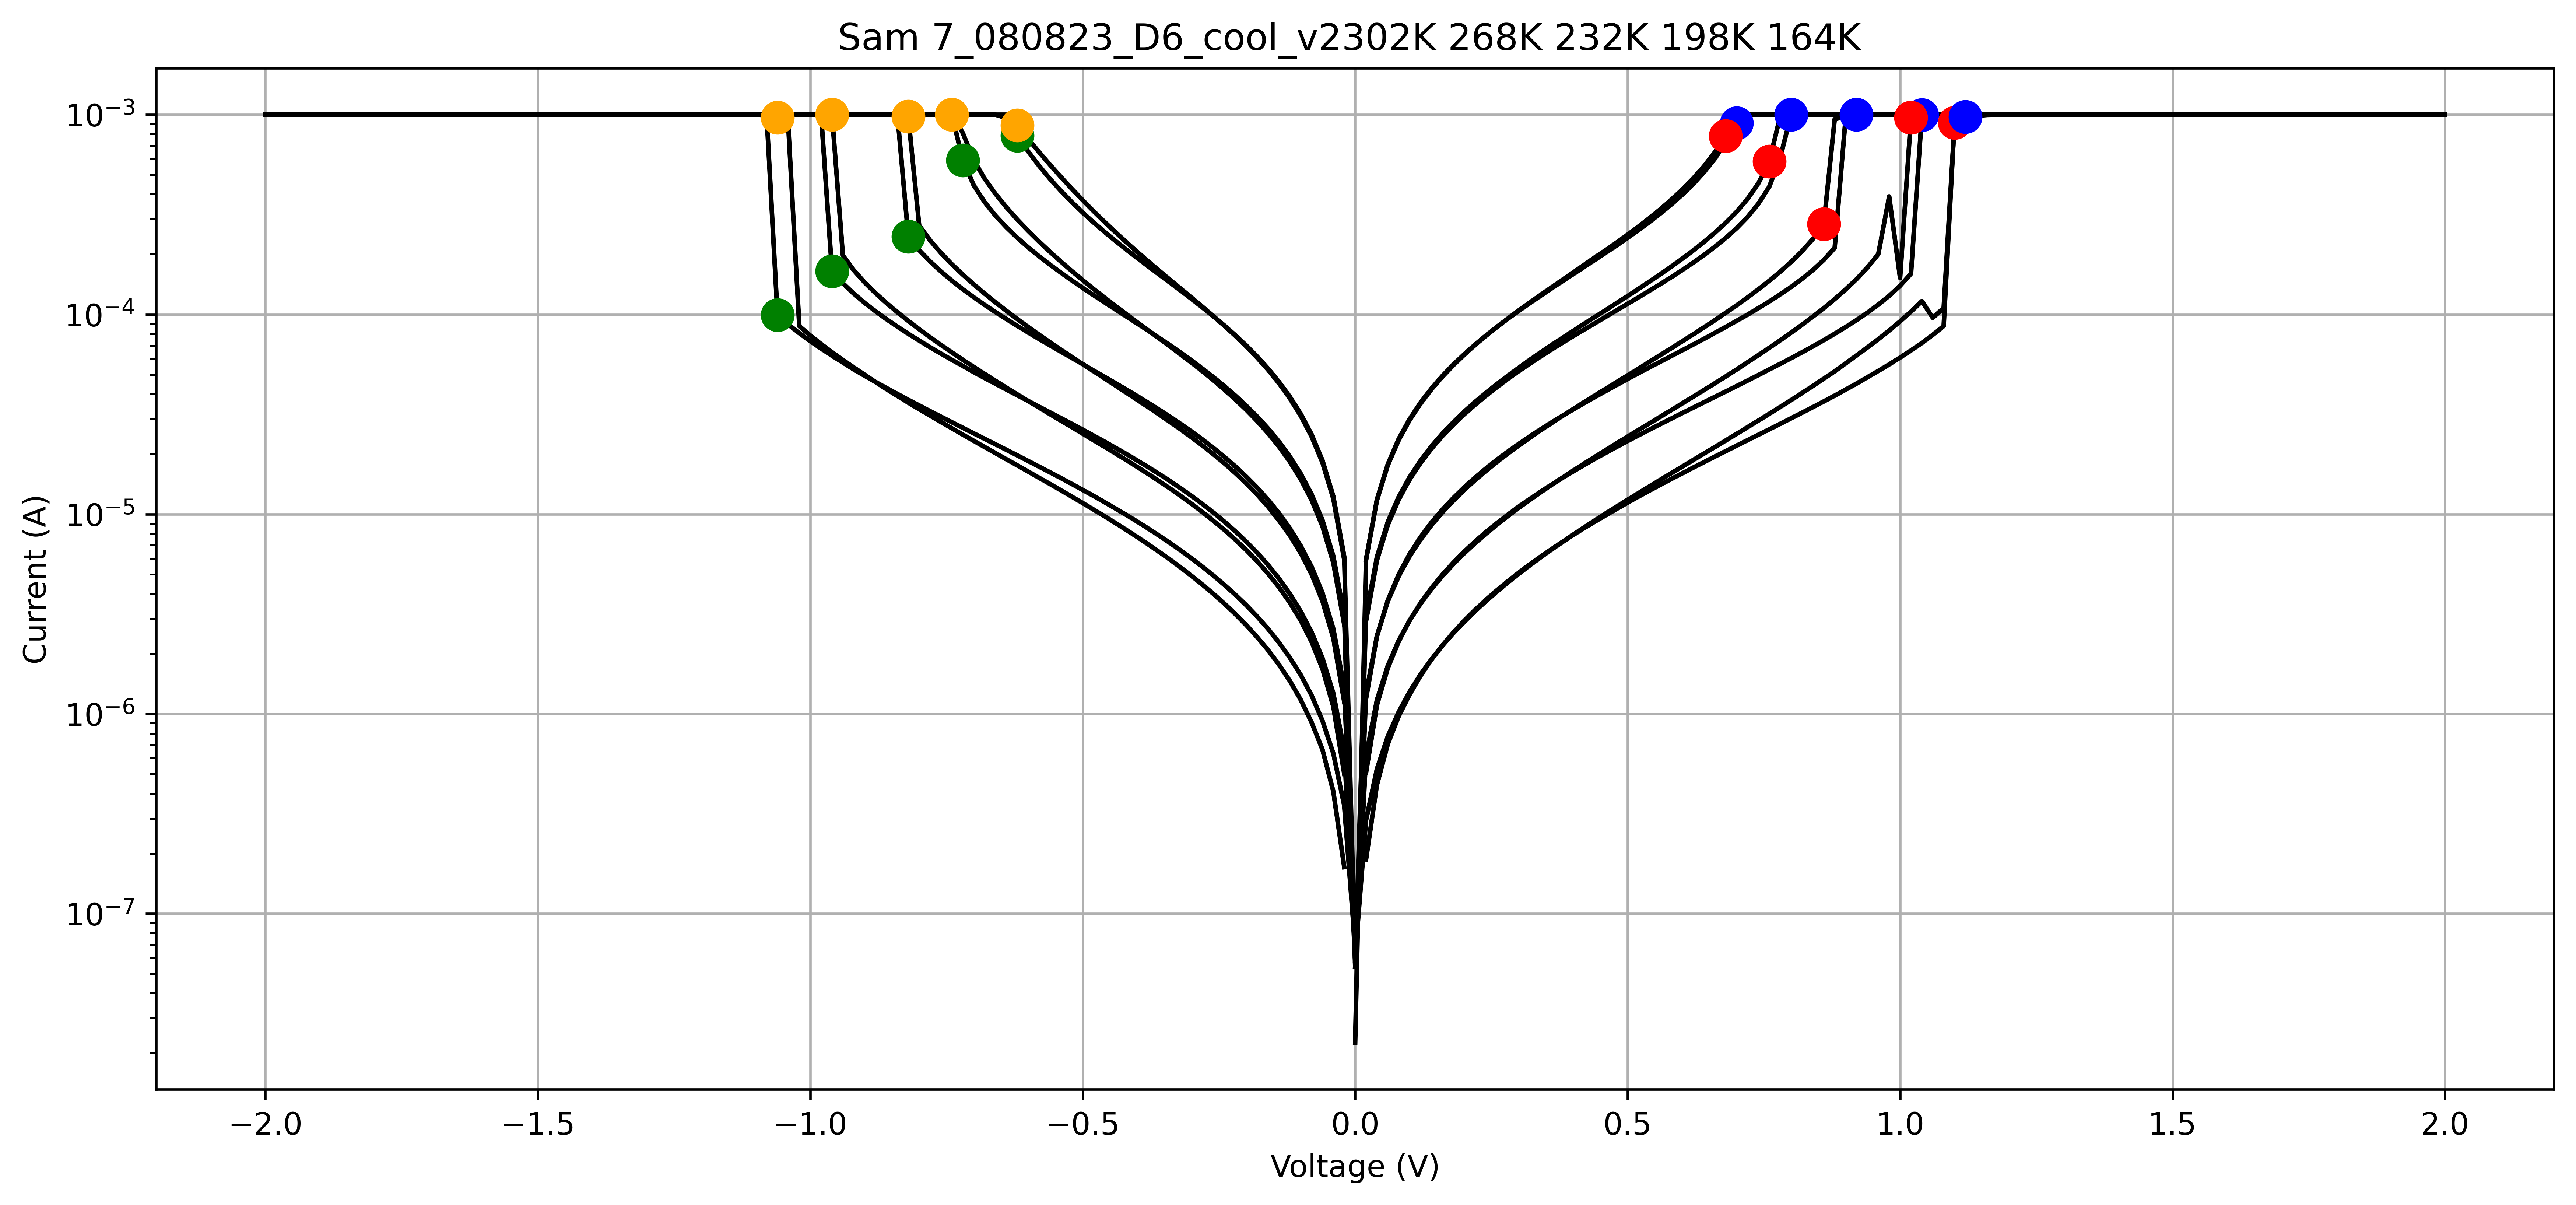 Sam 7_080823_D6_cool_v2302K 268K 232K 198K 164K
10⁻³
10⁻⁴
10⁻⁵
10⁻⁶
10⁻⁷
Current (A)
−2.0 −1.5 −1.0 −0.5 0.0 0.5 1.0 1.5 2.0
Voltage (V)